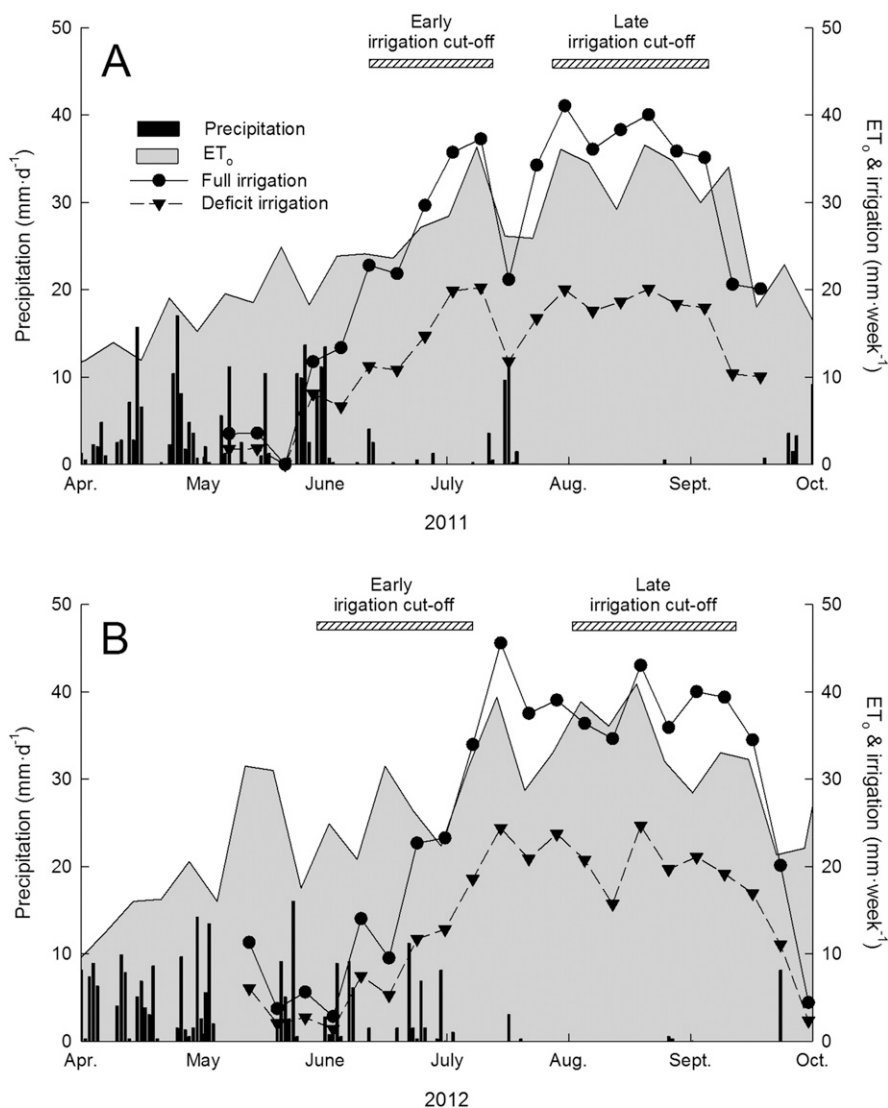 Early
irrigation cut-off
Late
irrigation cut-off
A
Precipitation
ETo
Full irrigation
Deficit irrigation
Precipitation (mm·d-1)
ETo & irrigation (mm·week-1)
50
40
30
20
10
0
50
40
30
20
10
0
Apr. May June July Aug. Sept. Oct.
2011
Early
irigation cut-off
Late
irrigation cut-off
B
Precipitation (mm·d-1)
ETo & irrigation (mm·week-1)
50
40
30
20
10
0
50
40
30
20
10
0
Apr. May June July Aug. Sept. Oct.
2012